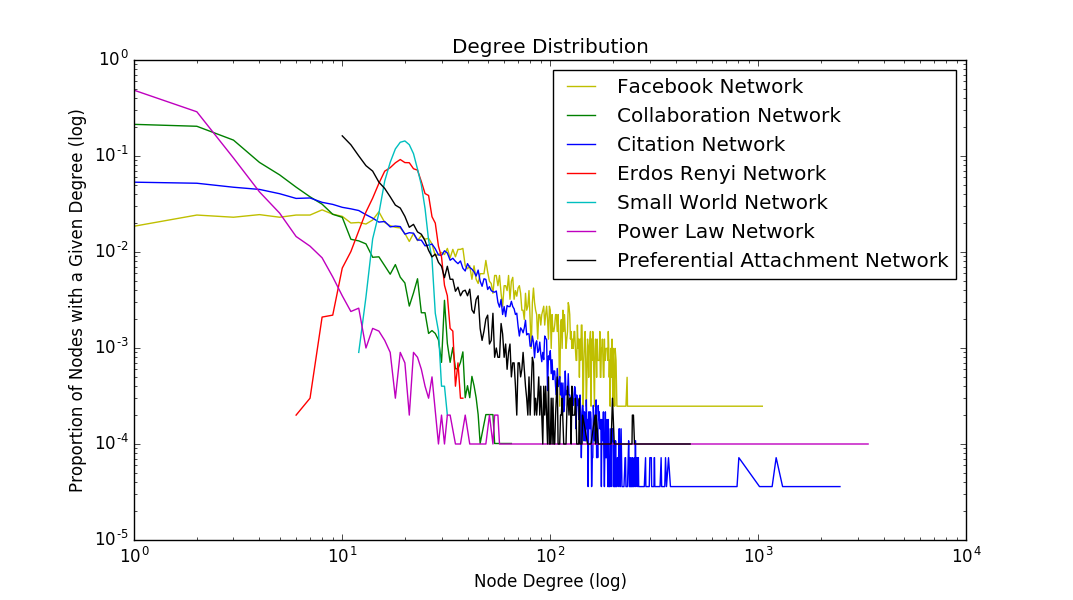 Degree Distribution
Proportion of Nodes with a Given Degree (log)
10^0
10^-1
10^-2
10^-3
10^-4
10^-5
Facebook Network
Collaboration Network
Citation Network
Erdos Renyi Network
Small World Network
Power Law Network
Preferential Attachment Network
10^0 10^1 10^2 10^3 10^4
Node Degree (log)